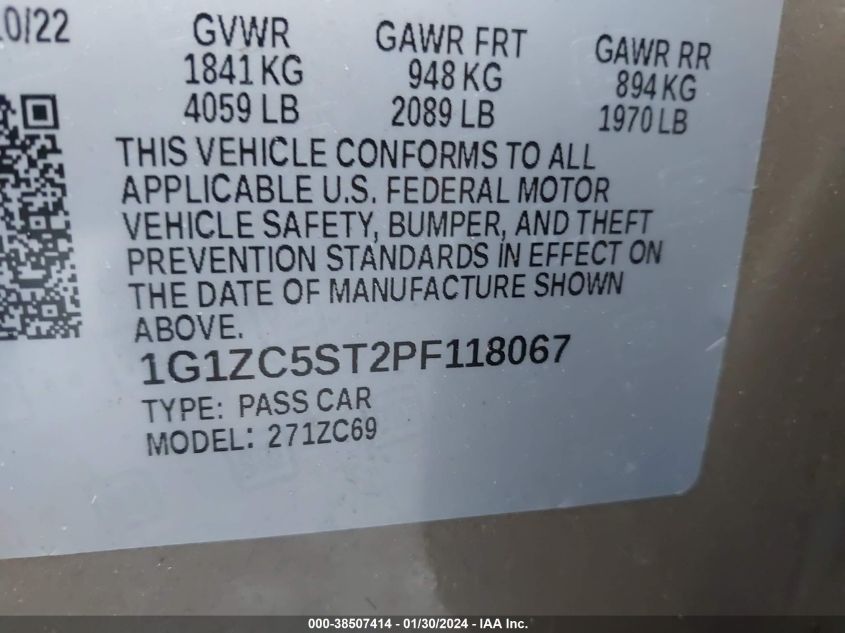 0/22
GVWR
1841 KG
4059 LB
GAWR FRT
948 KG
2089 LB
GAWR RR
894 KG
1970 LB
THIS VEHICLE CONFORMS TO ALL
APPLICABLE U.S. FEDERAL MOTOR
VEHICLE SAFETY, BUMPER, AND THEFT
PREVENTION STANDARDS IN EFFECT ON
THE DATE OF MANUFACTURE SHOWN
ABOVE.
1G1ZC5ST2PF118067
TYPE: PASS CAR
MODEL: 271ZC69
000-38507414 - 01/30/2024 - IAA Inc.